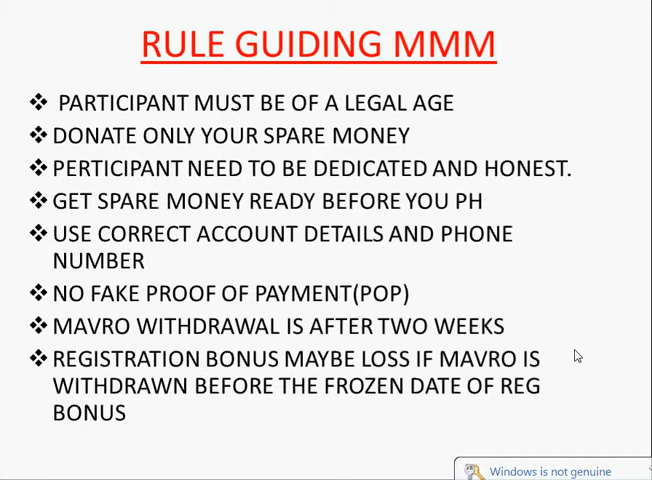 RULE GUIDING MMM
❖ PARTICIPANT MUST BE OF A LEGAL AGE
❖ DONATE ONLY YOUR SPARE MONEY
❖ PERTICIPANT NEED TO BE DEDICATED AND HONEST.
❖ GET SPARE MONEY READY BEFORE YOU PH
❖ USE CORRECT ACCOUNT DETAILS AND PHONE
NUMBER
❖ NO FAKE PROOF OF PAYMENT(POP)
❖ MAVRO WITHDRAWAL IS AFTER TWO WEEKS
❖ REGISTRATION BONUS MAYBE LOSS IF MAVRO IS
WITHDRAWN BEFORE THE FROZEN DATE OF REG
BONUS
Windows is not genuine